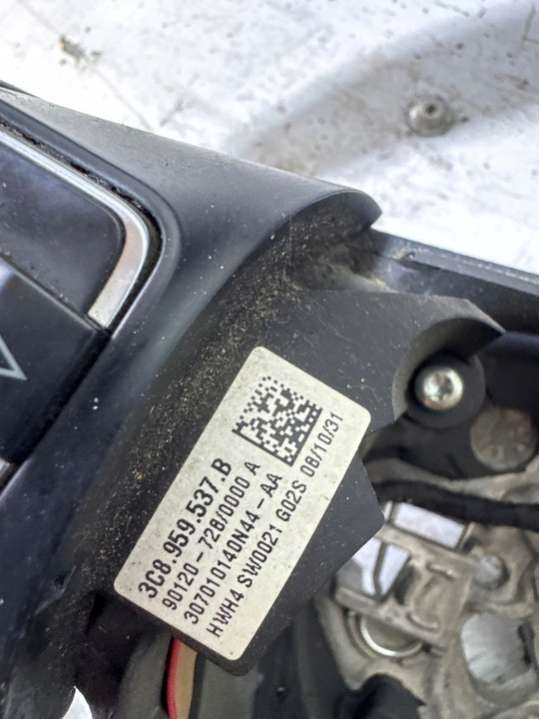 3C8.959.537.B
90120-728/0000 A
307010140N44-AA
HWH4 SW0021 G02S 08/10/31